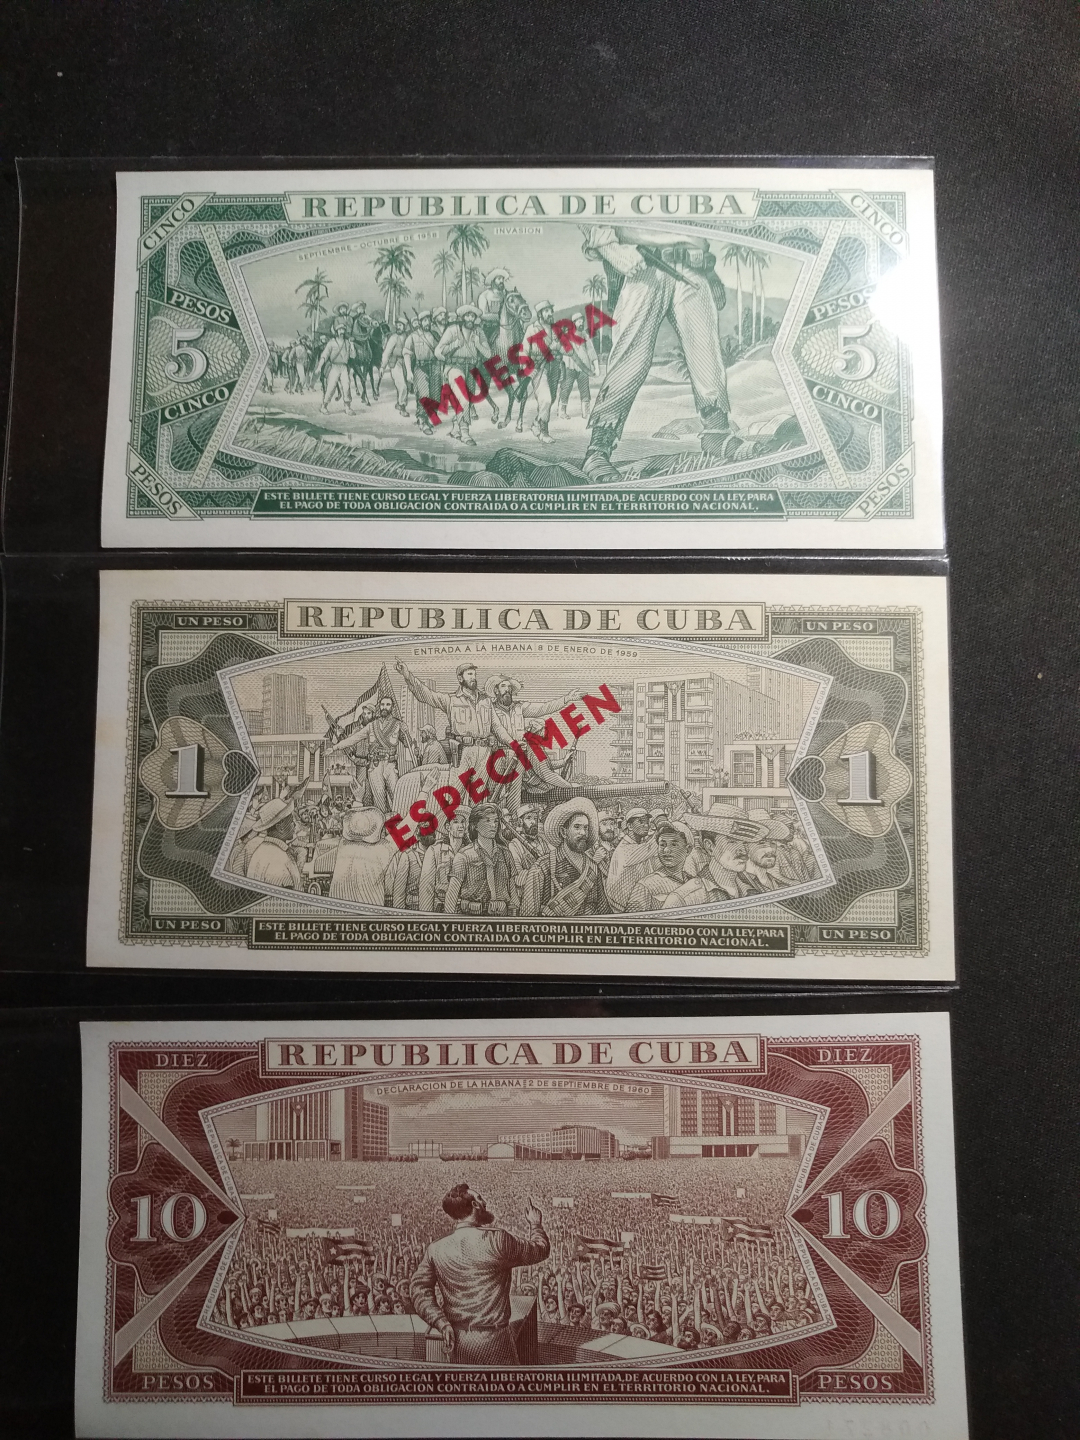 REPUBLICA DE CUBA
CINCO
CINCO
SEPTIEMBRE - OCTUBRE DE 1958
INVASION
PESOS
PESOS
5
5
MUESTRA
CINCO
CINCO
PESOS
PESOS
ESTE BILLETE TIENE CURSO LEGAL Y FUERZA LIBERATORIA ILIMITADA, DE ACUERDO CON LA LEY, PARA
EL PAGO DE TODA OBLIGACION CONTRAIDA O A CUMPLIR EN EL TERRITORIO NACIONAL.
REPUBLICA DE CUBA
UN PESO
UN PESO
ENTRADA A LA HABANA 8 DE ENERO DE 1959
1
1
ESPECIMEN
UN PESO
UN PESO
ESTE BILLETE TIENE CURSO LEGAL Y FUERZA LIBERATORIA ILIMITADA, DE ACUERDO CON LA LEY, PARA
EL PAGO DE TODA OBLIGACION CONTRAIDA O A CUMPLIR EN EL TERRITORIO NACIONAL.
REPUBLICA DE CUBA
DIEZ
DIEZ
DECLARACION DE LA HABANA 2 DE SEPTIEMBRE DE 1960
10
10
PESOS
PESOS
ESTE BILLETE TIENE CURSO LEGAL Y FUERZA LIBERATORIA ILIMITADA, DE ACUERDO CON LA LEY, PARA
EL PAGO DE TODA OBLIGACION CONTRAIDA O A CUMPLIR EN EL TERRITORIO NACIONAL.